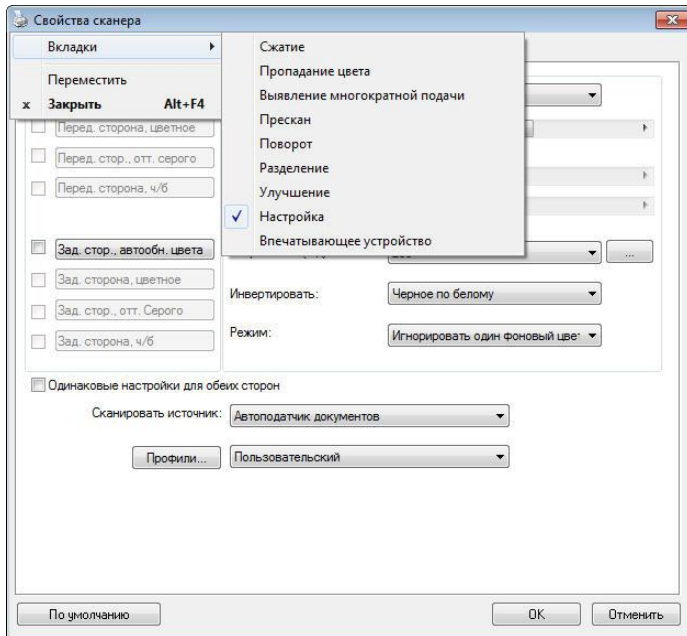 Свойства сканера
Вкладки
Переместить
x Закрыть Alt+F4
Сжатие
Пропадание цвета
Выявление многократной подачи
Прескан
Поворот
Разделение
Улучшение
Настройка
Впечатывающее устройство
Перед. сторона, цветное
Перед. стор., отт. серого
Перед. сторона, ч/б
Зад. стор., автообн. цвета
...
Зад. сторона, цветное
Инвертировать: Черное по белому
Зад. стор., отт. Серого
Режим: Игнорировать один фоновый цвет
Зад. сторона, ч/б
Одинаковые настройки для обеих сторон
Сканировать источник: Автоподатчик документов
Профили... Пользовательский
По умолчанию OK Отменить